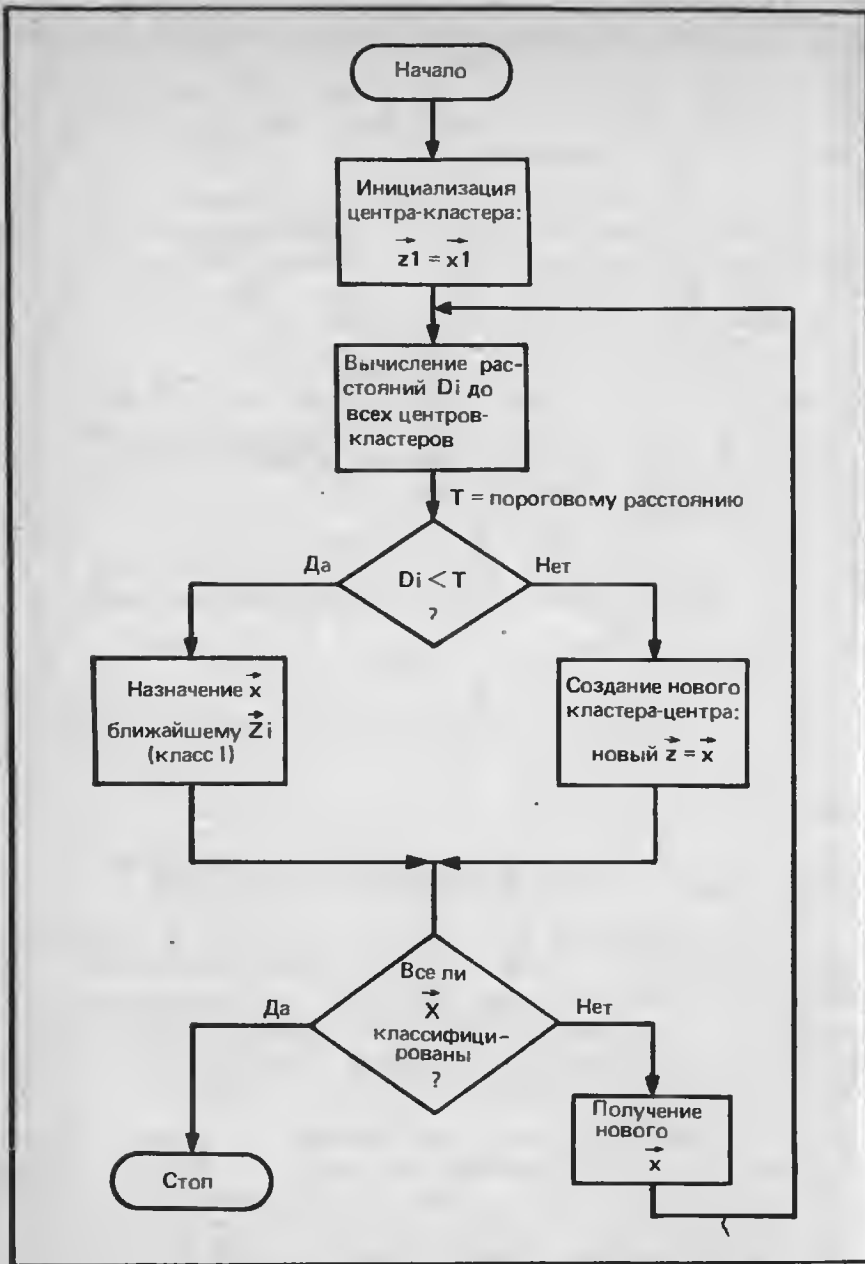 Начало
Инициализация
центра-кластера:
z1 = x1
Вычисление рас-
стояний Di до
всех центров-
кластеров
T = пороговому расстоянию
Да
Di < T
?
Нет
Назначение x
ближайшему Zi
(класс 1)
Создание нового
кластера-центра:
новый z = x
Все ли
X
классифици-
рованы
?
Да
Нет
Получение
нового
x
Стоп